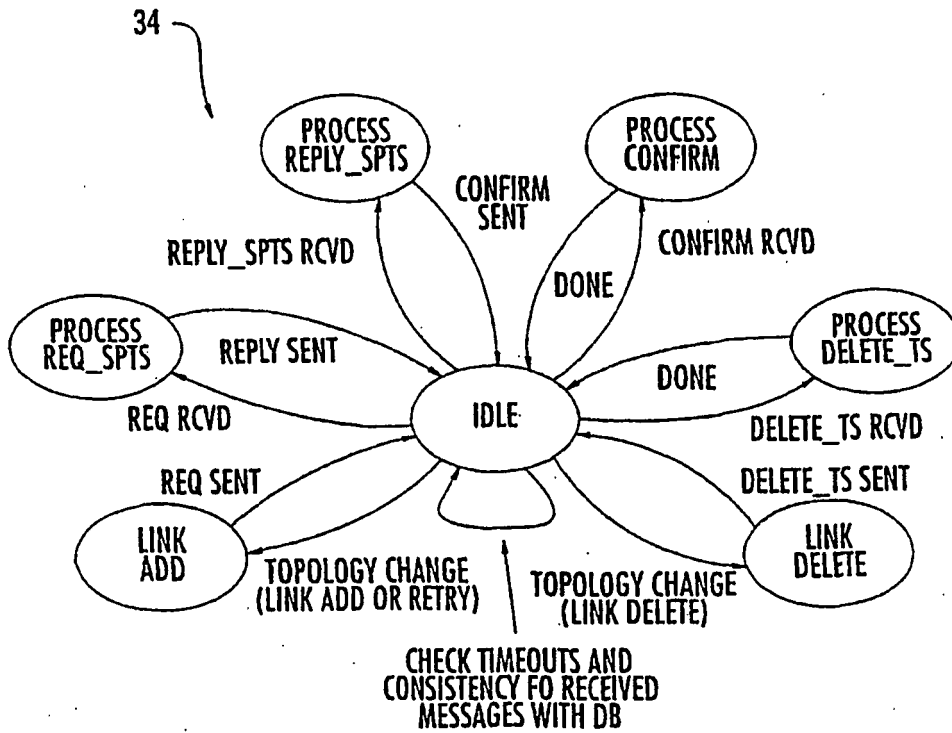 34
PROCESS
REPLY_SPTS
PROCESS
CONFIRM
CONFIRM
SENT
REPLY_SPTS RCVD
CONFIRM RCVD
DONE
PROCESS
REQ_SPTS
REPLY SENT
PROCESS
DELETE_TS
DONE
IDLE
REQ RCVD
DELETE_TS RCVD
REQ SENT
DELETE_TS SENT
LINK
ADD
LINK
DELETE
TOPOLOGY CHANGE
(LINK ADD OR RETRY)
TOPOLOGY CHANGE
(LINK DELETE)
CHECK TIMEOUTS AND
CONSISTENCY FO RECEIVED
MESSAGES WITH DB